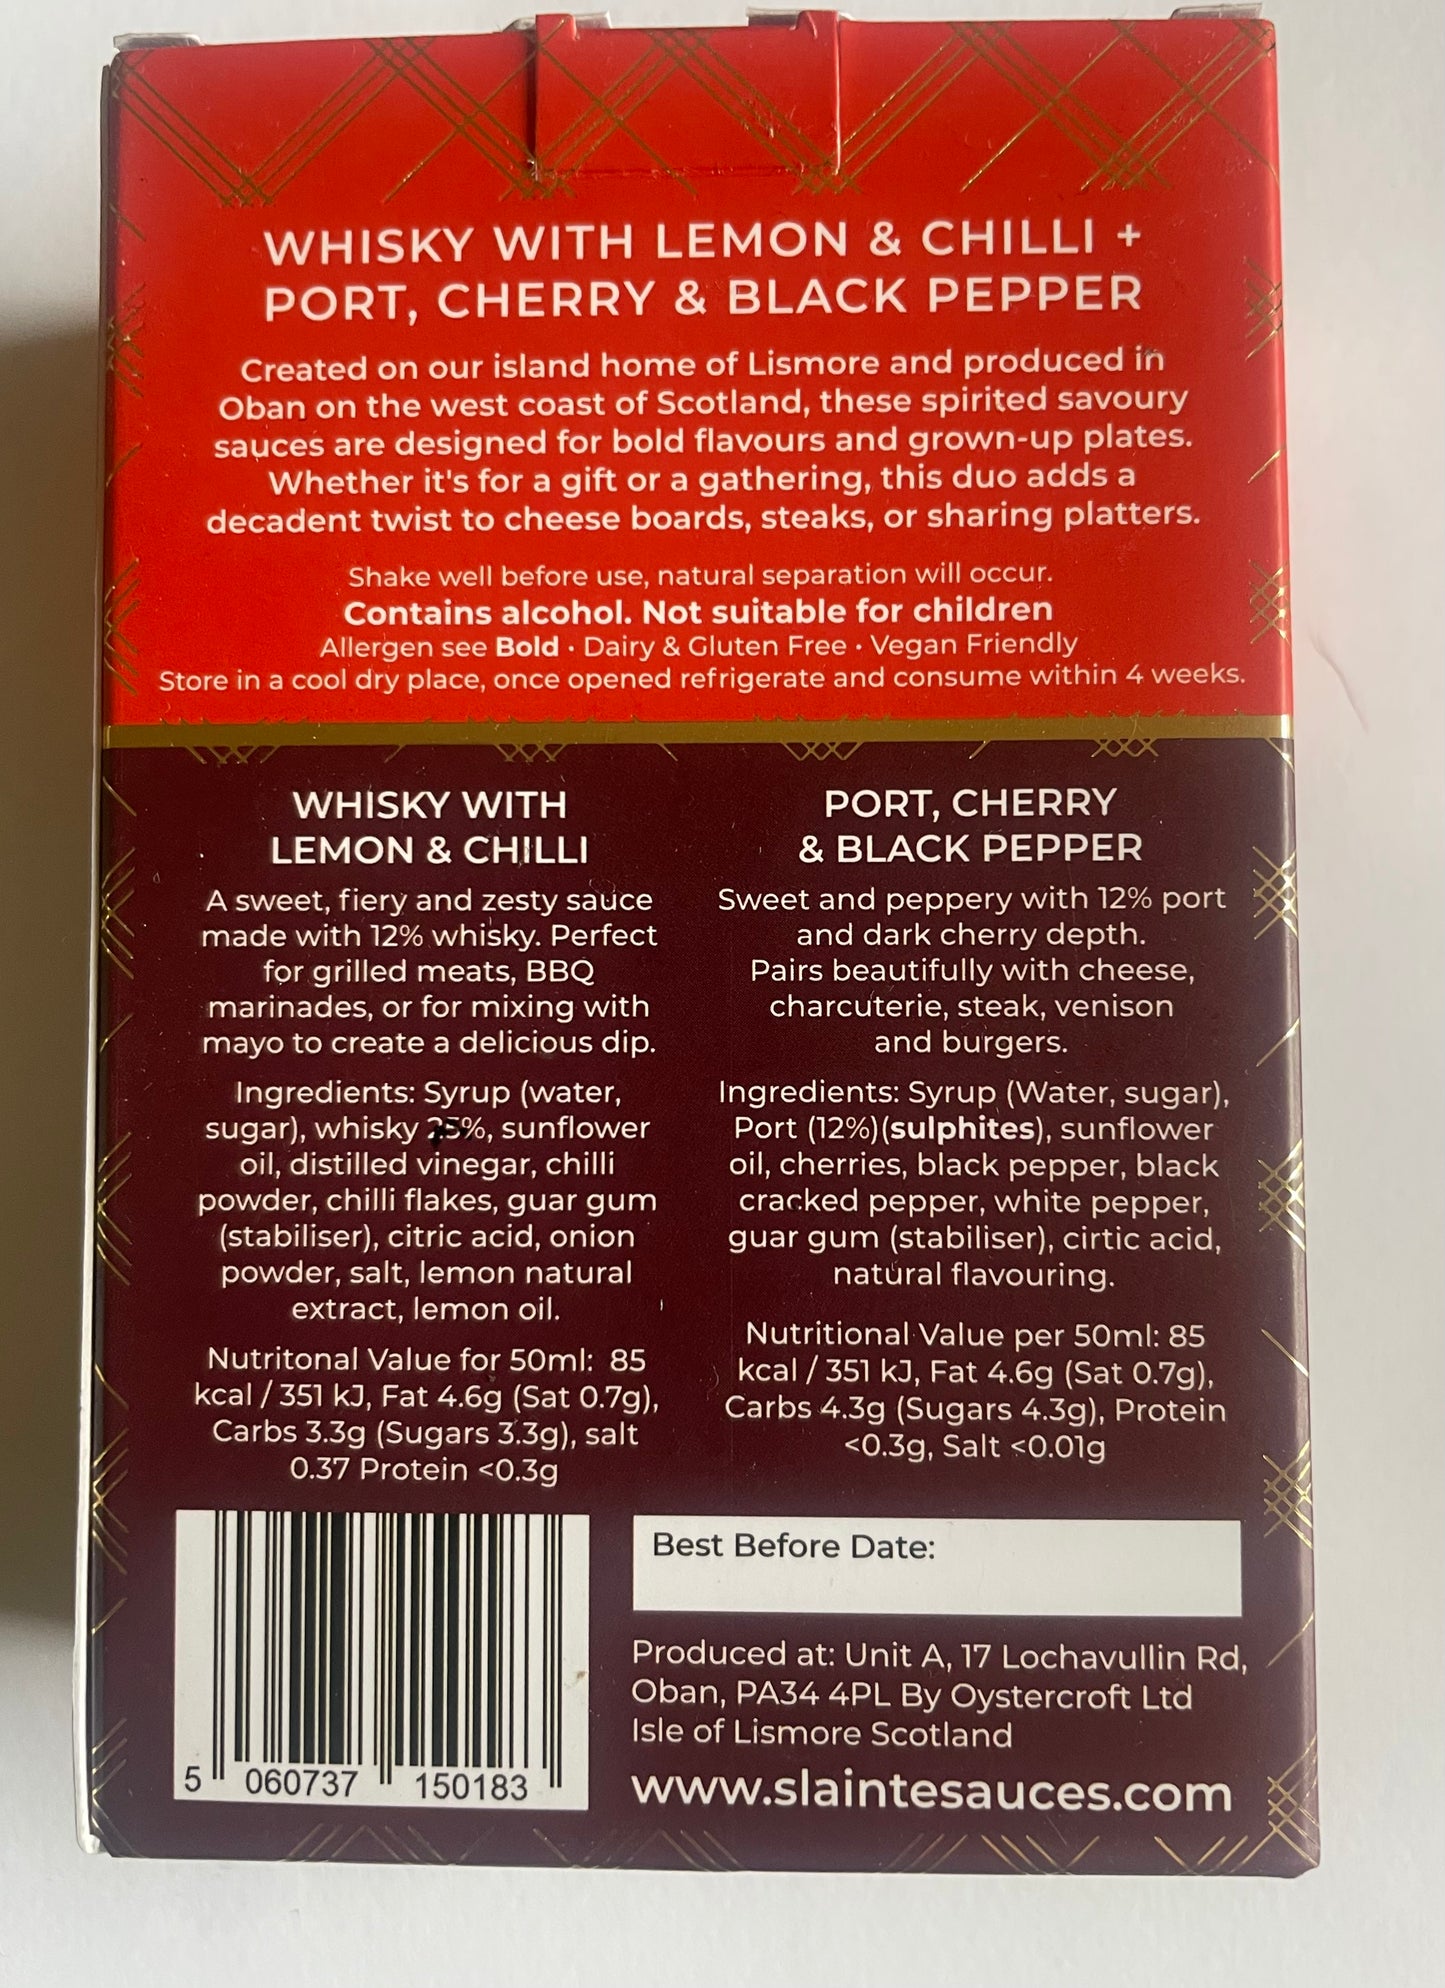 WHISKY WITH LEMON & CHILLI +
PORT, CHERRY & BLACK PEPPER
Created on our island home of Lismore and produced in
Oban on the west coast of Scotland, these spirited savoury
sauces are designed for bold flavours and grown-up plates.
Whether it's for a gift or a gathering, this duo adds a
decadent twist to cheese boards, steaks, or sharing platters.
Shake well before use, natural separation will occur.
Contains alcohol. Not suitable for children
Allergen see Bold • Dairy & Gluten Free • Vegan Friendly
Store in a cool dry place, once opened refrigerate and consume within 4 weeks.
WHISKY WITH
LEMON & CHILLI
A sweet, fiery and zesty sauce
made with 12% whisky. Perfect
for grilled meats, BBQ
marinades, or for mixing with
mayo to create a delicious dip.
Ingredients: Syrup (water,
sugar), whisky %, sunflower
oil, distilled vinegar, chilli
powder, chilli flakes, guar gum
(stabiliser), citric acid, onion
powder, salt, lemon natural
extract, lemon oil.
Nutritonal Value for 50ml: 85
kcal / 351 kJ, Fat 4.6g (Sat 0.7g),
Carbs 3.3g (Sugars 3.3g), salt
0.37 Protein <0.3g
PORT, CHERRY
& BLACK PEPPER
Sweet and peppery with 12% port
and dark cherry depth.
Pairs beautifully with cheese,
charcuterie, steak, venison
and burgers.
Ingredients: Syrup (Water, sugar),
Port (12%)(sulphites), sunflower
oil, cherries, black pepper, black
cracked pepper, white pepper,
guar gum (stabiliser), cirtic acid,
natural flavouring.
Nutritional Value per 50ml: 85
kcal / 351 kJ, Fat 4.6g (Sat 0.7g),
Carbs 4.3g (Sugars 4.3g), Protein
<0.3g, Salt <0.01g
5 060737 150183
Best Before Date:
Produced at: Unit A, 17 Lochavullin Rd,
Oban, PA34 4PL By Oystercroft Ltd
Isle of Lismore Scotland
www.slaintesauces.com